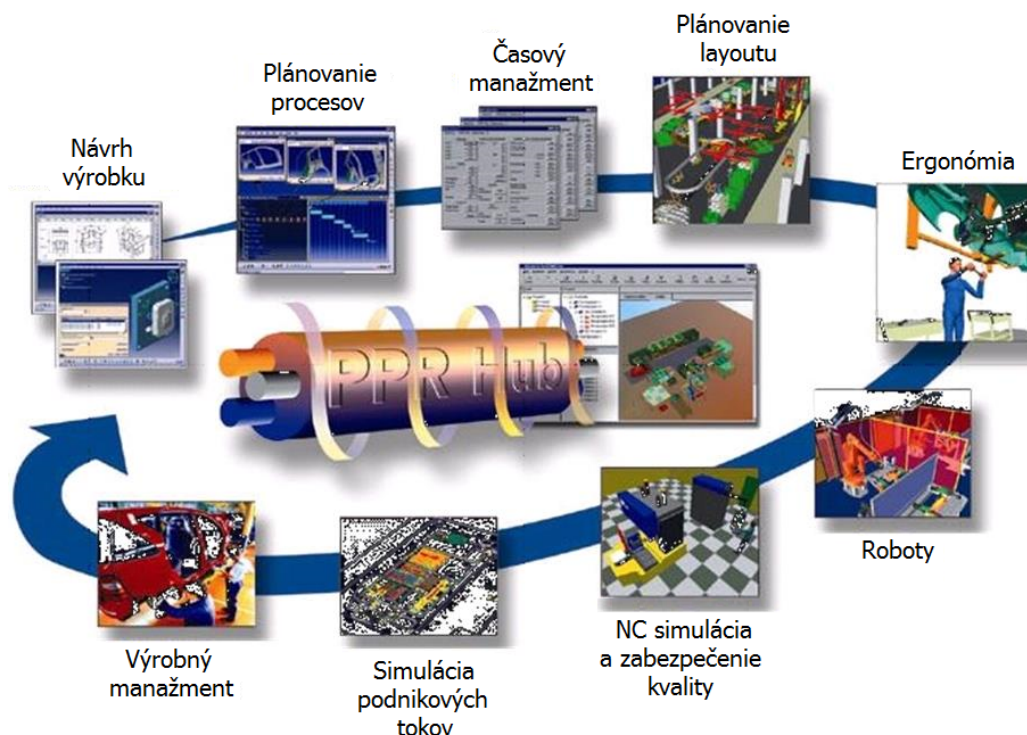 Návrh
výrobku
Plánovanie
procesov
Časový
manažment
Plánovanie
layoutu
Ergonómia
PPR Hub
Roboty
NC simulácia
a zabezpečenie
kvality
Simulácia
podnikových
tokov
Výrobný
manažment